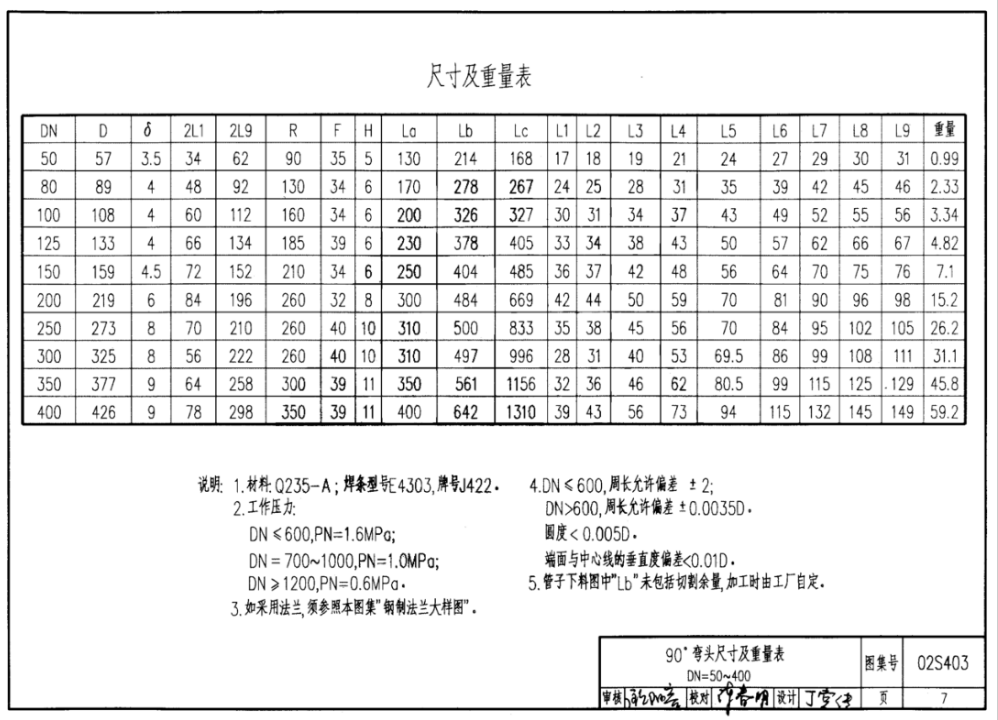 尺寸及重量表
DN D δ 2L1 2L9 R F H La Lb Lc L1 L2 L3 L4 L5 L6 L7 L8 L9 重量
50 57 3.5 34 62 90 35 5 130 214 168 17 18 19 21 24 27 29 30 31 0.99
80 89 4 48 92 130 34 6 170 278 267 24 25 28 31 35 39 42 45 46 2.33
100 108 4 60 112 160 34 6 200 326 327 30 31 34 37 43 49 52 55 56 3.34
125 133 4 66 134 185 39 6 230 378 405 33 34 38 43 50 57 62 66 67 4.82
150 159 4.5 72 152 210 34 6 250 404 485 36 37 42 48 56 64 70 75 76 7.1
200 219 6 84 196 260 32 8 300 484 669 42 44 50 59 70 81 90 96 98 15.2
250 273 8 70 210 260 40 10 310 500 833 35 38 45 56 70 84 95 102 105 26.2
300 325 8 56 222 260 40 10 310 497 996 28 31 40 53 69.5 86 99 108 111 31.1
350 377 9 64 258 300 39 11 350 561 1156 32 36 46 62 80.5 99 115 125 129 45.8
400 426 9 78 298 350 39 11 400 642 1310 39 43 56 73 94 115 132 145 149 59.2
说明: 1.材料:Q235-A;焊条型号E4303,牌号J422.
2.工作压力:
DN≤600,PN=1.6MPa;
DN=700~1000,PN=1.0MPa;
DN≥1200,PN=0.6MPa.
3.如采用法兰,须参照本图集"钢制法兰大样图".
4.DN≤600,周长允许偏差 ±2;
DN>600,周长允许偏差±0.0035D.
圆度<0.005D.
端面与中心线的垂直度偏差<0.01D.
5.管子下料图中"Lb"未包括切割余量,加工时由工厂自定.
90°弯头尺寸及重量表
DN=50~400
图集号 02S403
审核 校对 设计 页 7